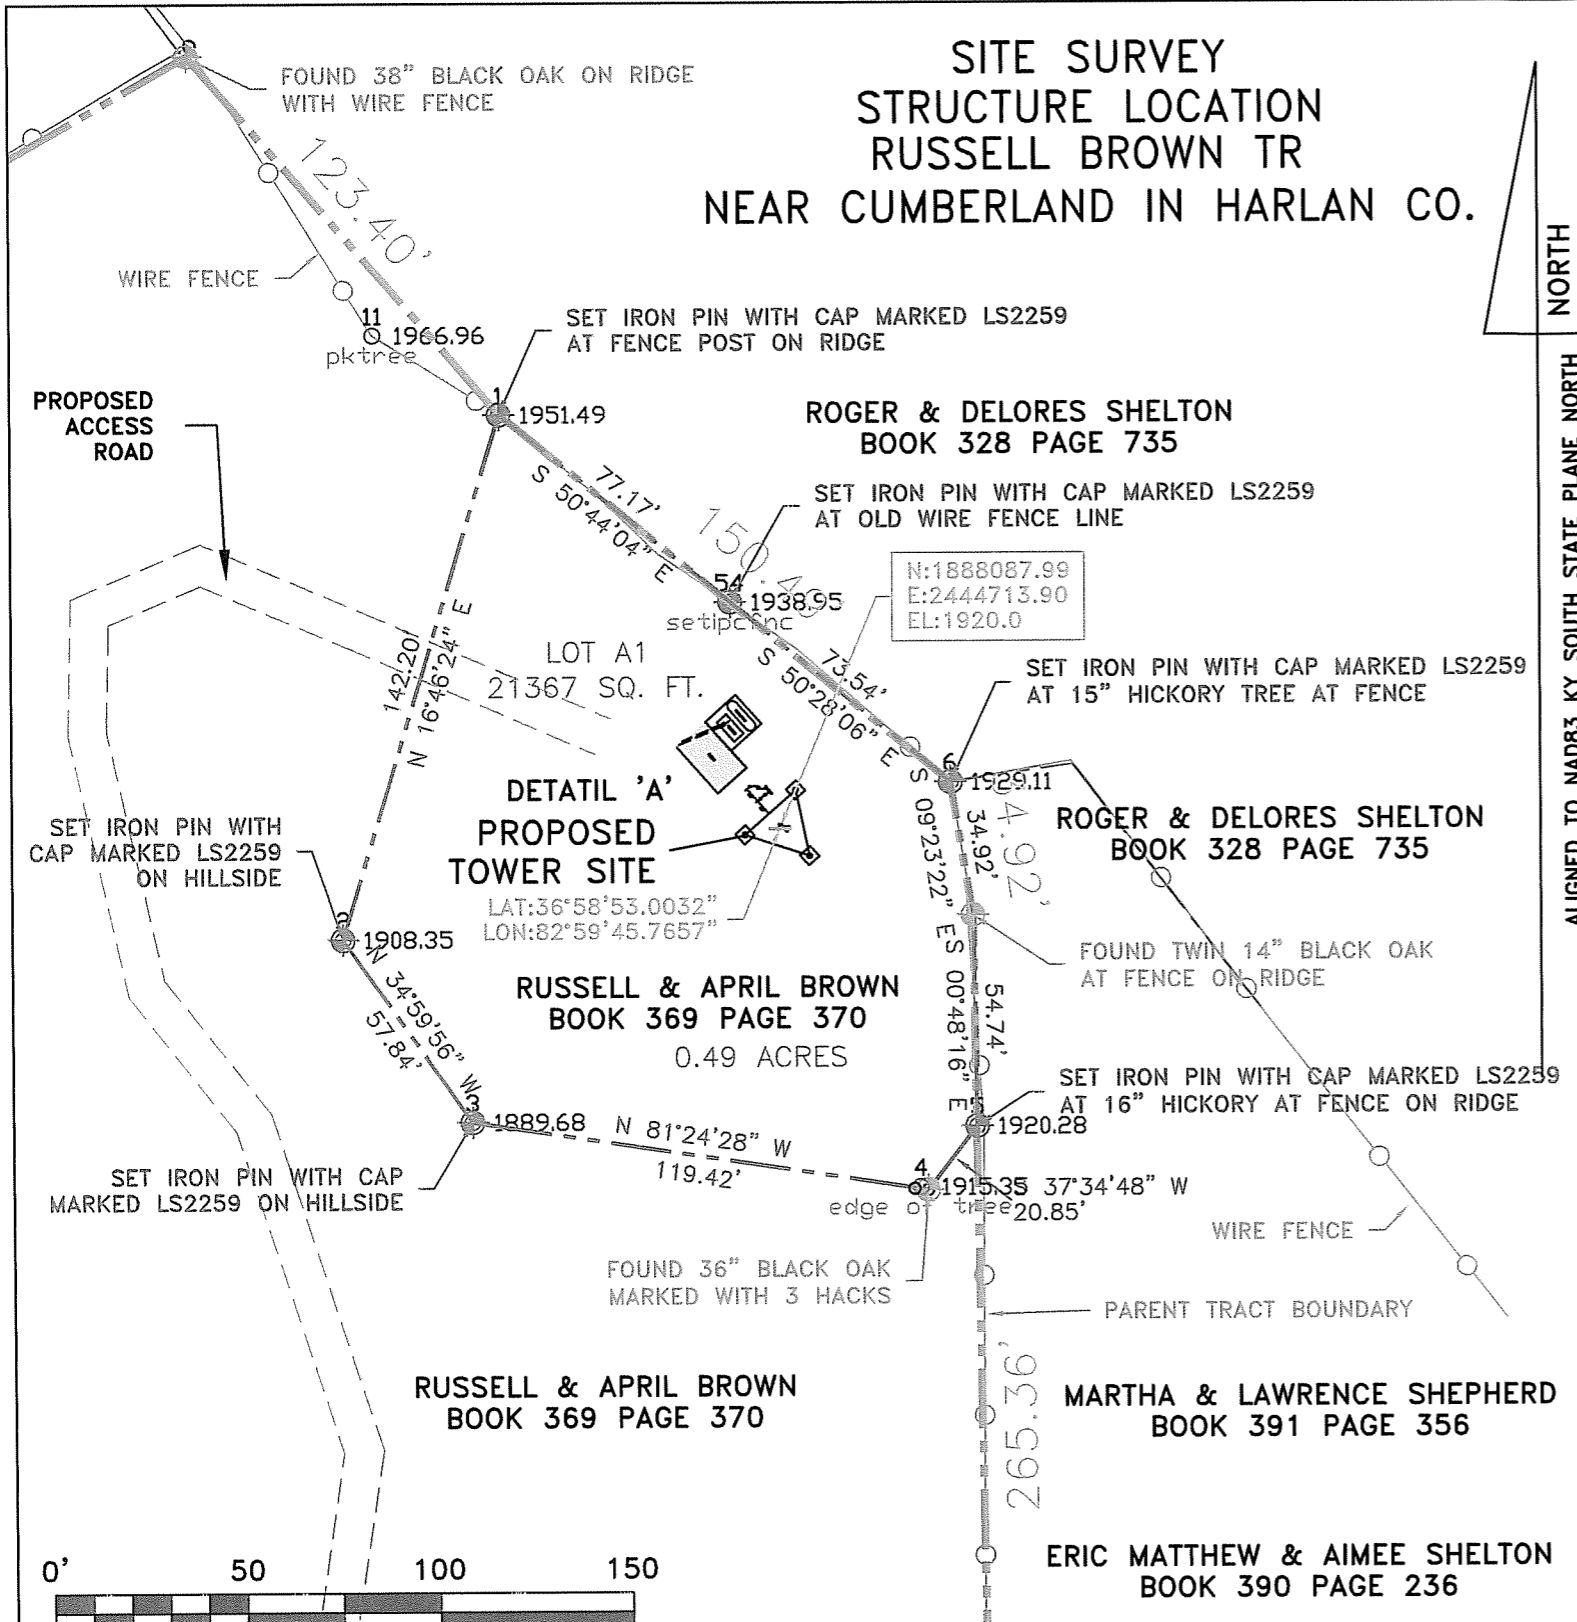 SITE SURVEY
STRUCTURE LOCATION
RUSSELL BROWN TR
NEAR CUMBERLAND IN HARLAN CO.
FOUND 38" BLACK OAK ON RIDGE
WITH WIRE FENCE
123.40'
NORTH
WIRE FENCE
11
1966.96
pktree
SET IRON PIN WITH CAP MARKED LS2259
AT FENCE POST ON RIDGE
PROPOSED
ACCESS
ROAD
1
1951.49
ROGER & DELORES SHELTON
BOOK 328 PAGE 735
77.17'
S 50°44'04" E
SET IRON PIN WITH CAP MARKED LS2259
AT OLD WIRE FENCE LINE
N:1888087.99
E:2444713.90
EL:1920.0
54
1938.95
setipcfnc
142.20'
N 16°46'24" E
LOT A1
21367 SQ. FT.
73.54'
S 50°28'06" E
SET IRON PIN WITH CAP MARKED LS2259
AT 15" HICKORY TREE AT FENCE
6
1929.11
DETATIL 'A'
PROPOSED
TOWER SITE
LAT:36°58'53.0032"
LON:82°59'45.7657"
34.92'
S 09°23'22" E
ROGER & DELORES SHELTON
BOOK 328 PAGE 735
SET IRON PIN WITH
CAP MARKED LS2259
ON HILLSIDE
1908.35
FOUND TWIN 14" BLACK OAK
AT FENCE ON RIDGE
RUSSELL & APRIL BROWN
BOOK 369 PAGE 370
0.49 ACRES
N 34°59'56" W
57.84'
54.74'
S 00°48'16" E
SET IRON PIN WITH CAP MARKED LS2259
AT 16" HICKORY AT FENCE ON RIDGE
5
1920.28
3
1889.68
N 81°24'28" W
119.42'
SET IRON PIN WITH CAP
MARKED LS2259 ON HILLSIDE
4
1915.35
edge of tree
S 37°34'48" W
20.85'
WIRE FENCE
FOUND 36" BLACK OAK
MARKED WITH 3 HACKS
PARENT TRACT BOUNDARY
265.36'
RUSSELL & APRIL BROWN
BOOK 369 PAGE 370
MARTHA & LAWRENCE SHEPHERD
BOOK 391 PAGE 356
ERIC MATTHEW & AIMEE SHELTON
BOOK 390 PAGE 236
0' 50 100 150
ALIGNED TO NAD83 KY SOUTH STATE PLANE NORTH